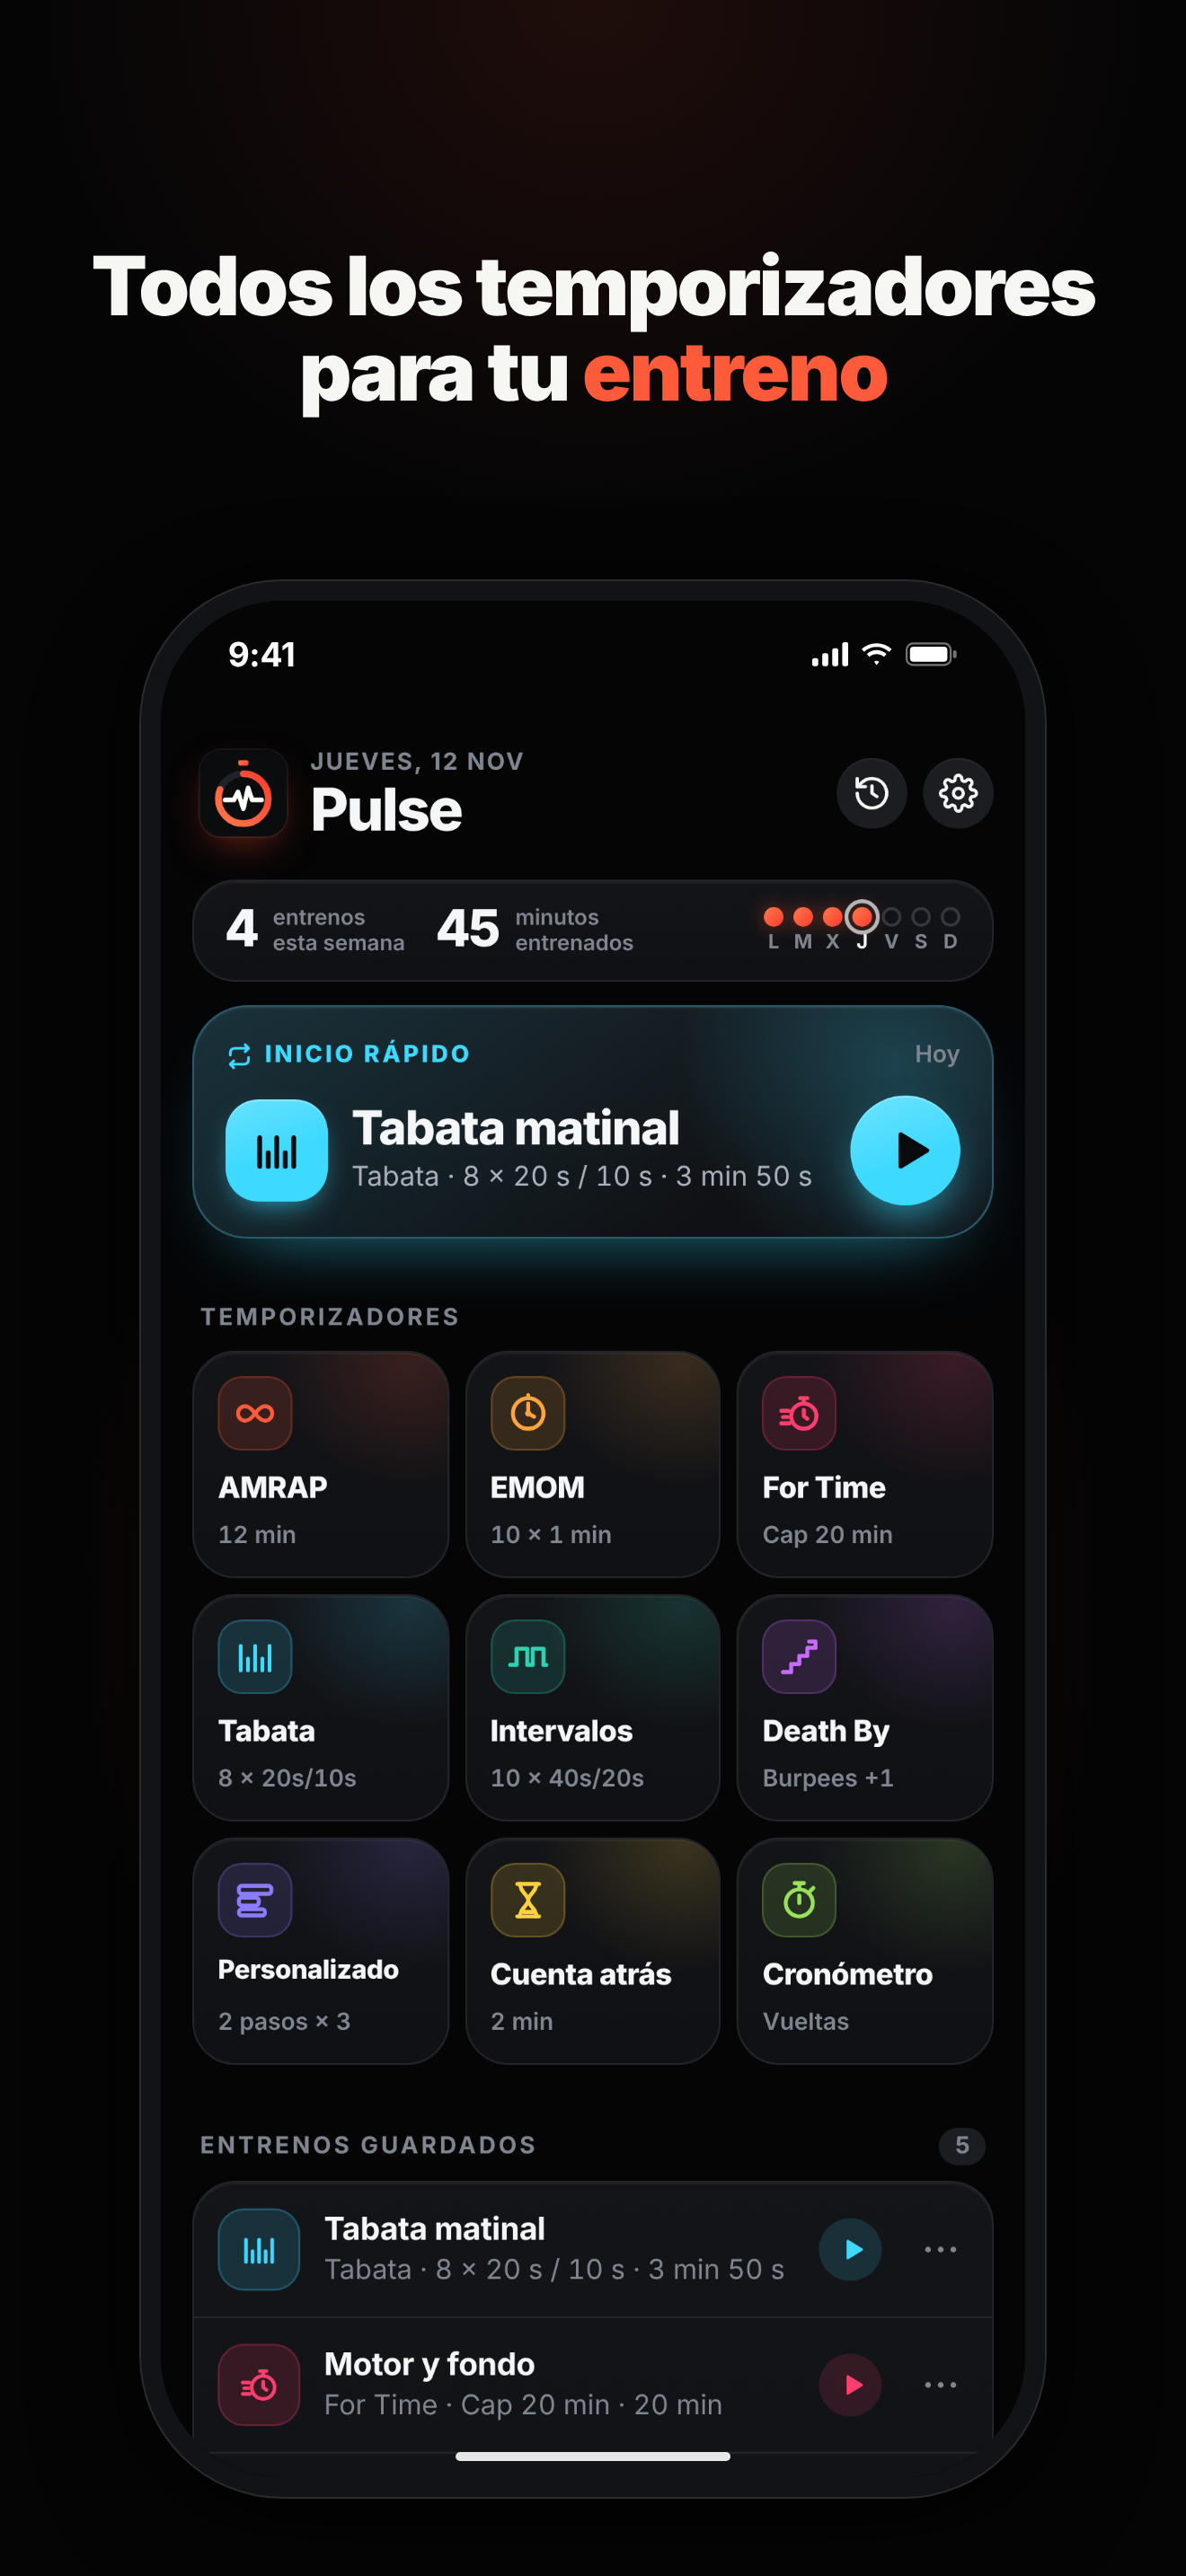 Todos los temporizadores
para tu entreno
9:41
JUEVES, 12 NOV
Pulse
4 entrenos esta semana 45 minutos entrenados
L M X J V S D
INICIO RÁPIDO Hoy
Tabata matinal
Tabata · 8 × 20 s / 10 s · 3 min 50 s
TEMPORIZADORES
AMRAP
12 min
EMOM
10 × 1 min
For Time
Cap 20 min
Tabata
8 × 20s/10s
Intervalos
10 × 40s/20s
Death By
Burpees +1
Personalizado
2 pasos × 3
Cuenta atrás
2 min
Cronómetro
Vueltas
ENTRENOS GUARDADOS 5
Tabata matinal
Tabata · 8 × 20 s / 10 s · 3 min 50 s
Motor y fondo
For Time · Cap 20 min · 20 min